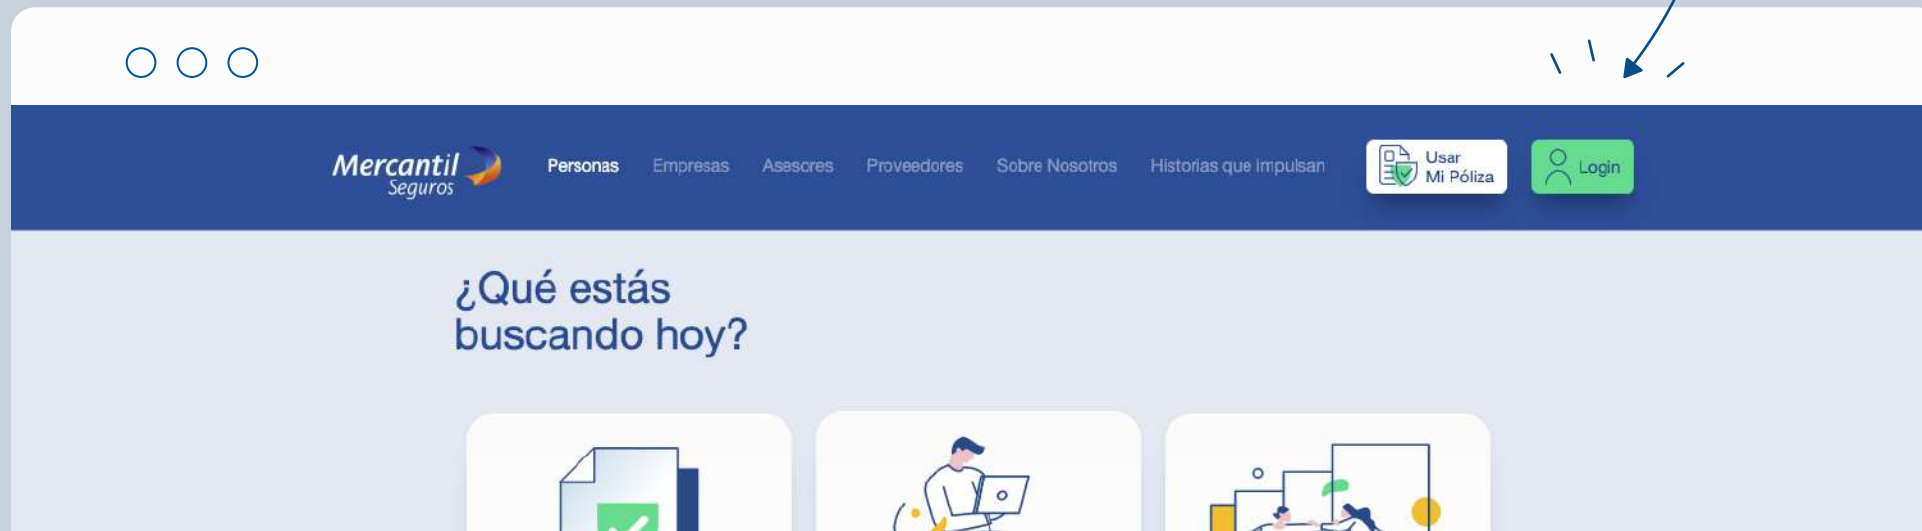 Mercantil
Seguros
Personas
Empresas
Asesores
Proveedores
Sobre Nosotros
Historias que impulsan
Usar
Mi Póliza
Login
¿Qué estás
buscando hoy?